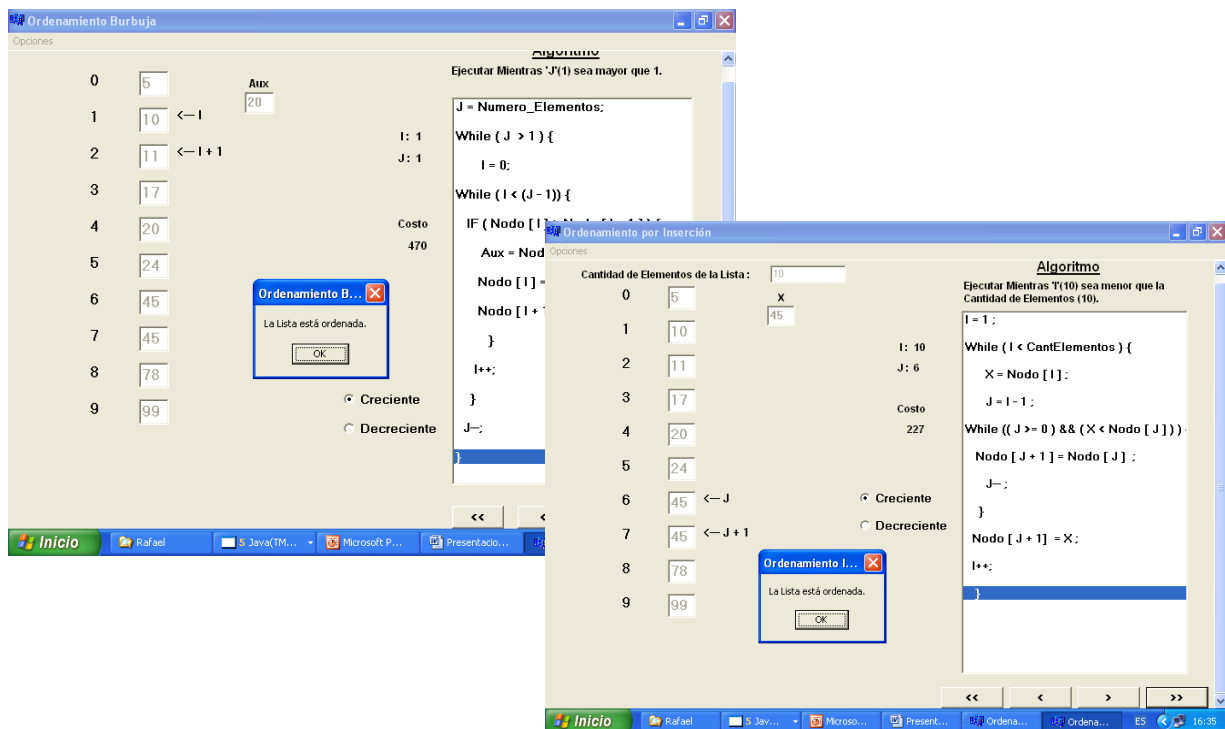 Ordenamiento Burbuja
Opciones
Algoritmo
Ejecutar Mientras 'J'(1) sea mayor que 1.
0 5
Aux
20
1 10 <— I
2 11 <— I + 1
3 17
4 20
5 24
6 45
7 45
8 78
9 99
I: 1
J: 1
Costo
470
Creciente
Decreciente
J = Numero_Elementos;
While ( J > 1 ) {
I = 0;
While ( I < (J - 1)) {
IF ( Nodo [ I ] > Nodo [ I + 1 ] ) {
Aux = Nod
Nodo [ I ] =
Nodo [ I +
}
I++;
}
J--;
}
Ordenamiento B...
La Lista está ordenada.
OK
<< <
Inicio Rafael 5 Java(TM... Microsoft P... Presentacio...
Ordenamiento por Inserción
Opciones
Cantidad de Elementos de la Lista : 10
Algoritmo
Ejecutar Mientras 'I'(10) sea menor que la
Cantidad de Elementos (10).
0 5
X
45
1 10
2 11
3 17
4 20
5 24
6 45 <— J
7 45 <— J + 1
8 78
9 99
I: 10
J: 6
Costo
227
Creciente
Decreciente
I = 1 ;
While ( I < CantElementos ) {
X = Nodo [ I ] ;
J = I - 1 ;
While (( J >= 0 ) && ( X < Nodo [ J ] ) )
Nodo [ J + 1 ] = Nodo [ J ] ;
J-- ;
}
Nodo [ J + 1] = X ;
I++;
}
Ordenamiento I...
La Lista está ordenada.
OK
<< < > >>
Inicio Rafael 5 Jav... Microso... Present... Ordena... Ordena... ES 16:35